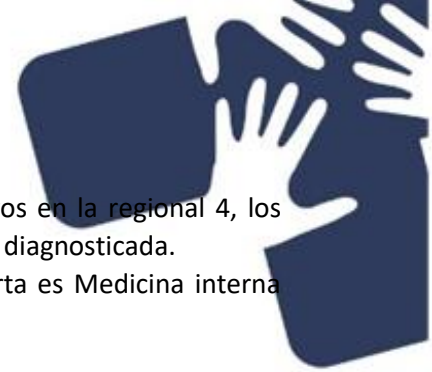 os en la regional 4, los
diagnosticada.
rta es Medicina interna